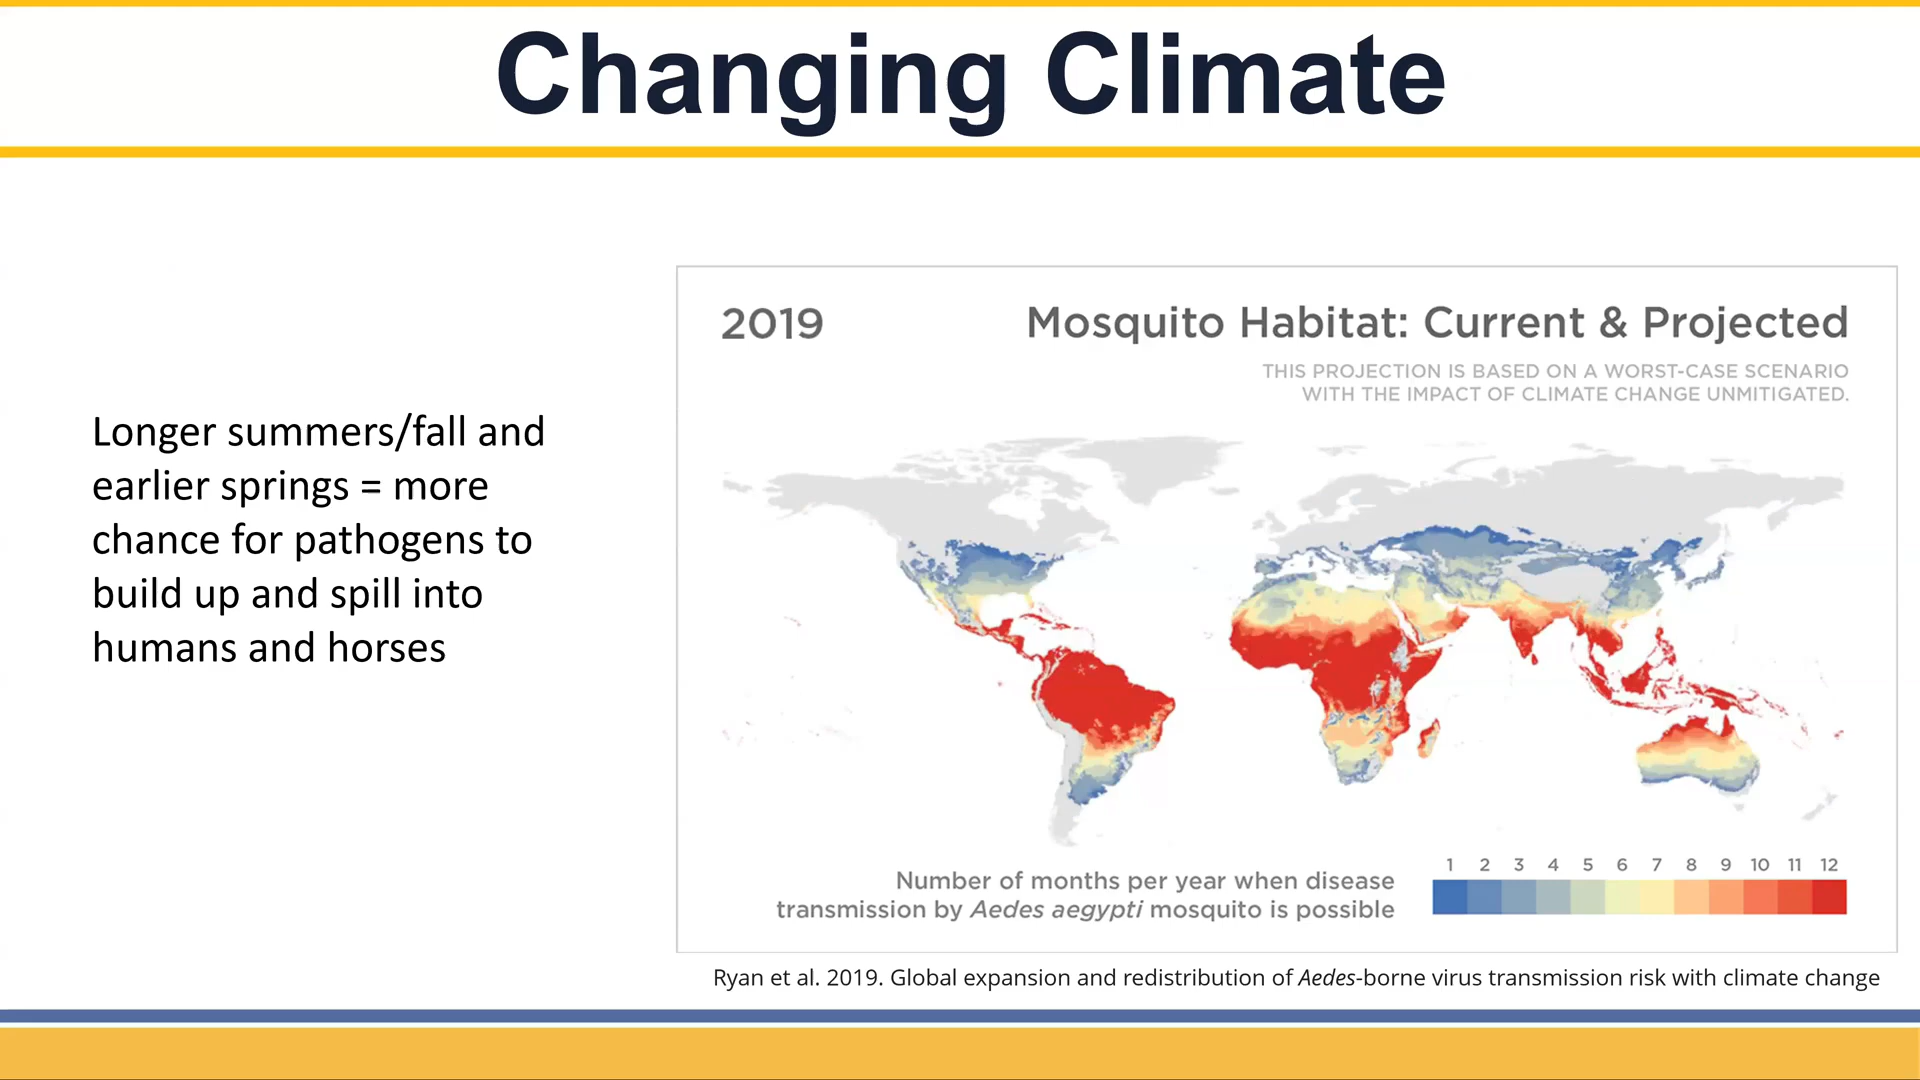 Changing Climate
Longer summers/fall and
earlier springs = more
chance for pathogens to
build up and spill into
humans and horses
2019
Mosquito Habitat: Current & Projected
THIS PROJECTION IS BASED ON A WORST-CASE SCENARIO
WITH THE IMPACT OF CLIMATE CHANGE UNMITIGATED.
Number of months per year when disease
transmission by Aedes aegypti mosquito is possible
1 2 3 4 5 6 7 8 9 10 11 12
Ryan et al. 2019. Global expansion and redistribution of Aedes-borne virus transmission risk with climate change